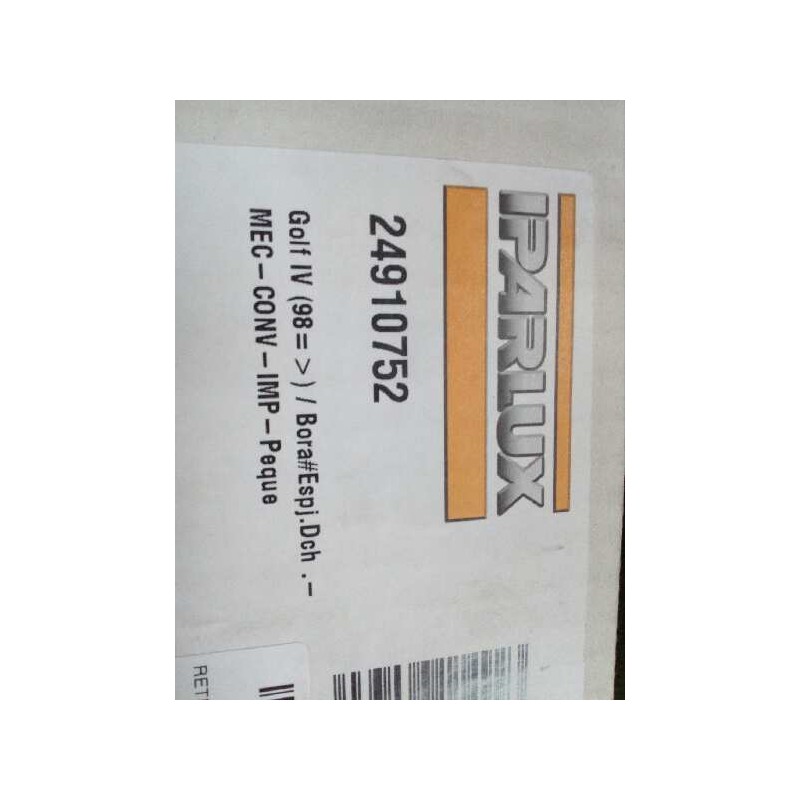 IPARLUX
24910752
Golf IV (98=>) / Bora#Espj.Dch .-
MEC-CONV-IMP-Peque